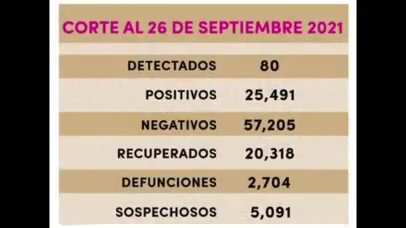 CORTE AL 26 DE SEPTIEMBRE 2021
DETECTADOS 80
POSITIVOS 25,491
NEGATIVOS 57,205
RECUPERADOS 20,318
DEFUNCIONES 2,704
SOSPECHOSOS 5,091